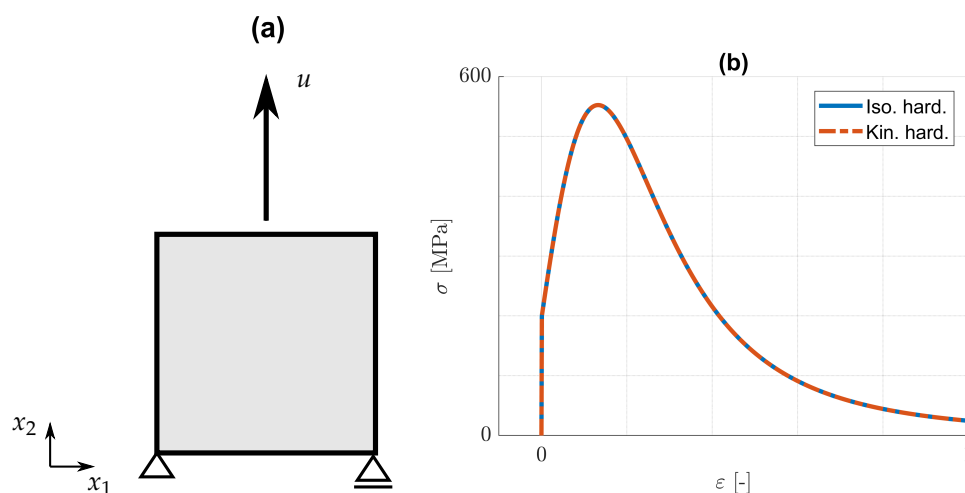 (a)
u
x2
x1
(b)
600
Iso. hard.
Kin. hard.
σ [MPa]
0
0
ε [-]